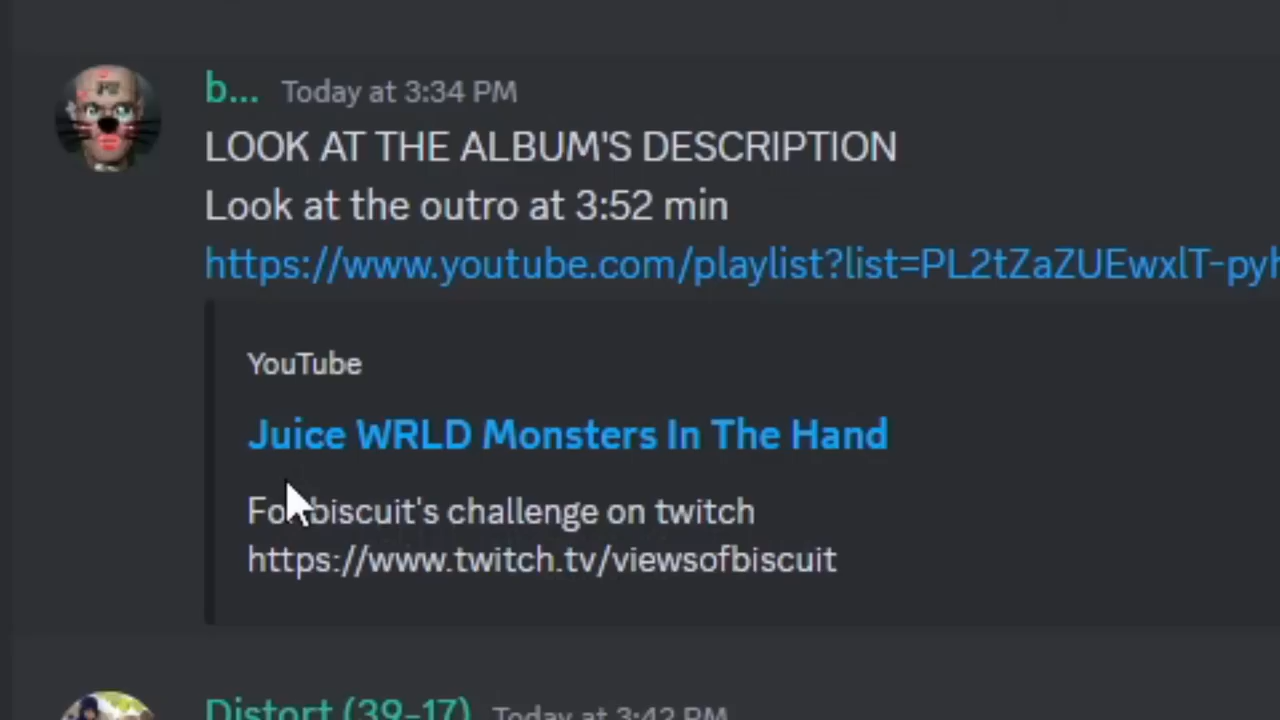 b... Today at 3:34 PM
LOOK AT THE ALBUM'S DESCRIPTION
Look at the outro at 3:52 min
https://www.youtube.com/playlist?list=PL2tZaZUEwxlT-pyh
YouTube
Juice WRLD Monsters In The Hand
For biscuit's challenge on twitch
https://www.twitch.tv/viewsofbiscuit
Distort (39-17) Today at 3:42 PM